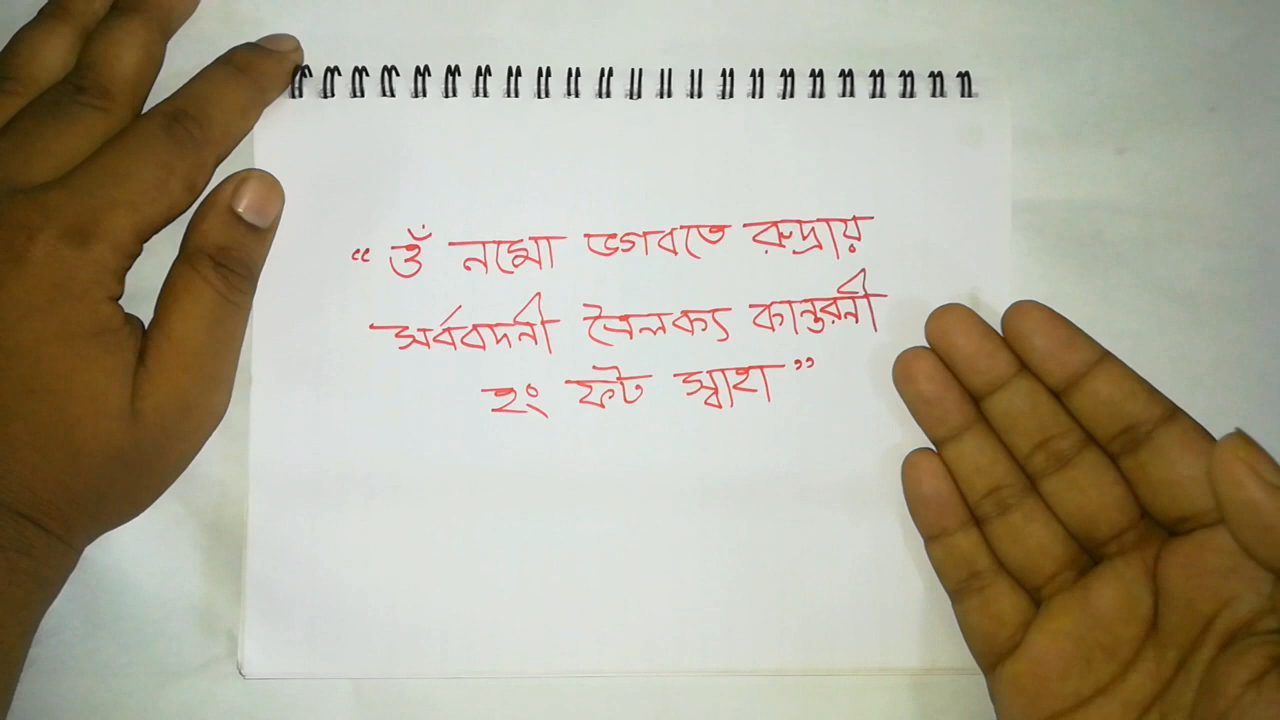 “ওঁ নমো ভগবতে রুদ্রায়
সর্ববদনী ত্রৈলক্য কান্তরনী
হং ফট স্বাহা”